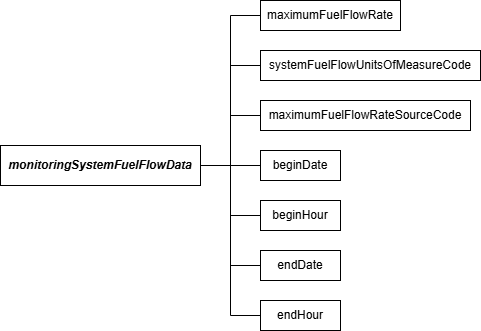 maximumFuelFlowRate
systemFuelFlowUnitsOfMeasureCode
maximumFuelFlowRateSourceCode
monitoringSystemFuelFlowData
beginDate
beginHour
endDate
endHour